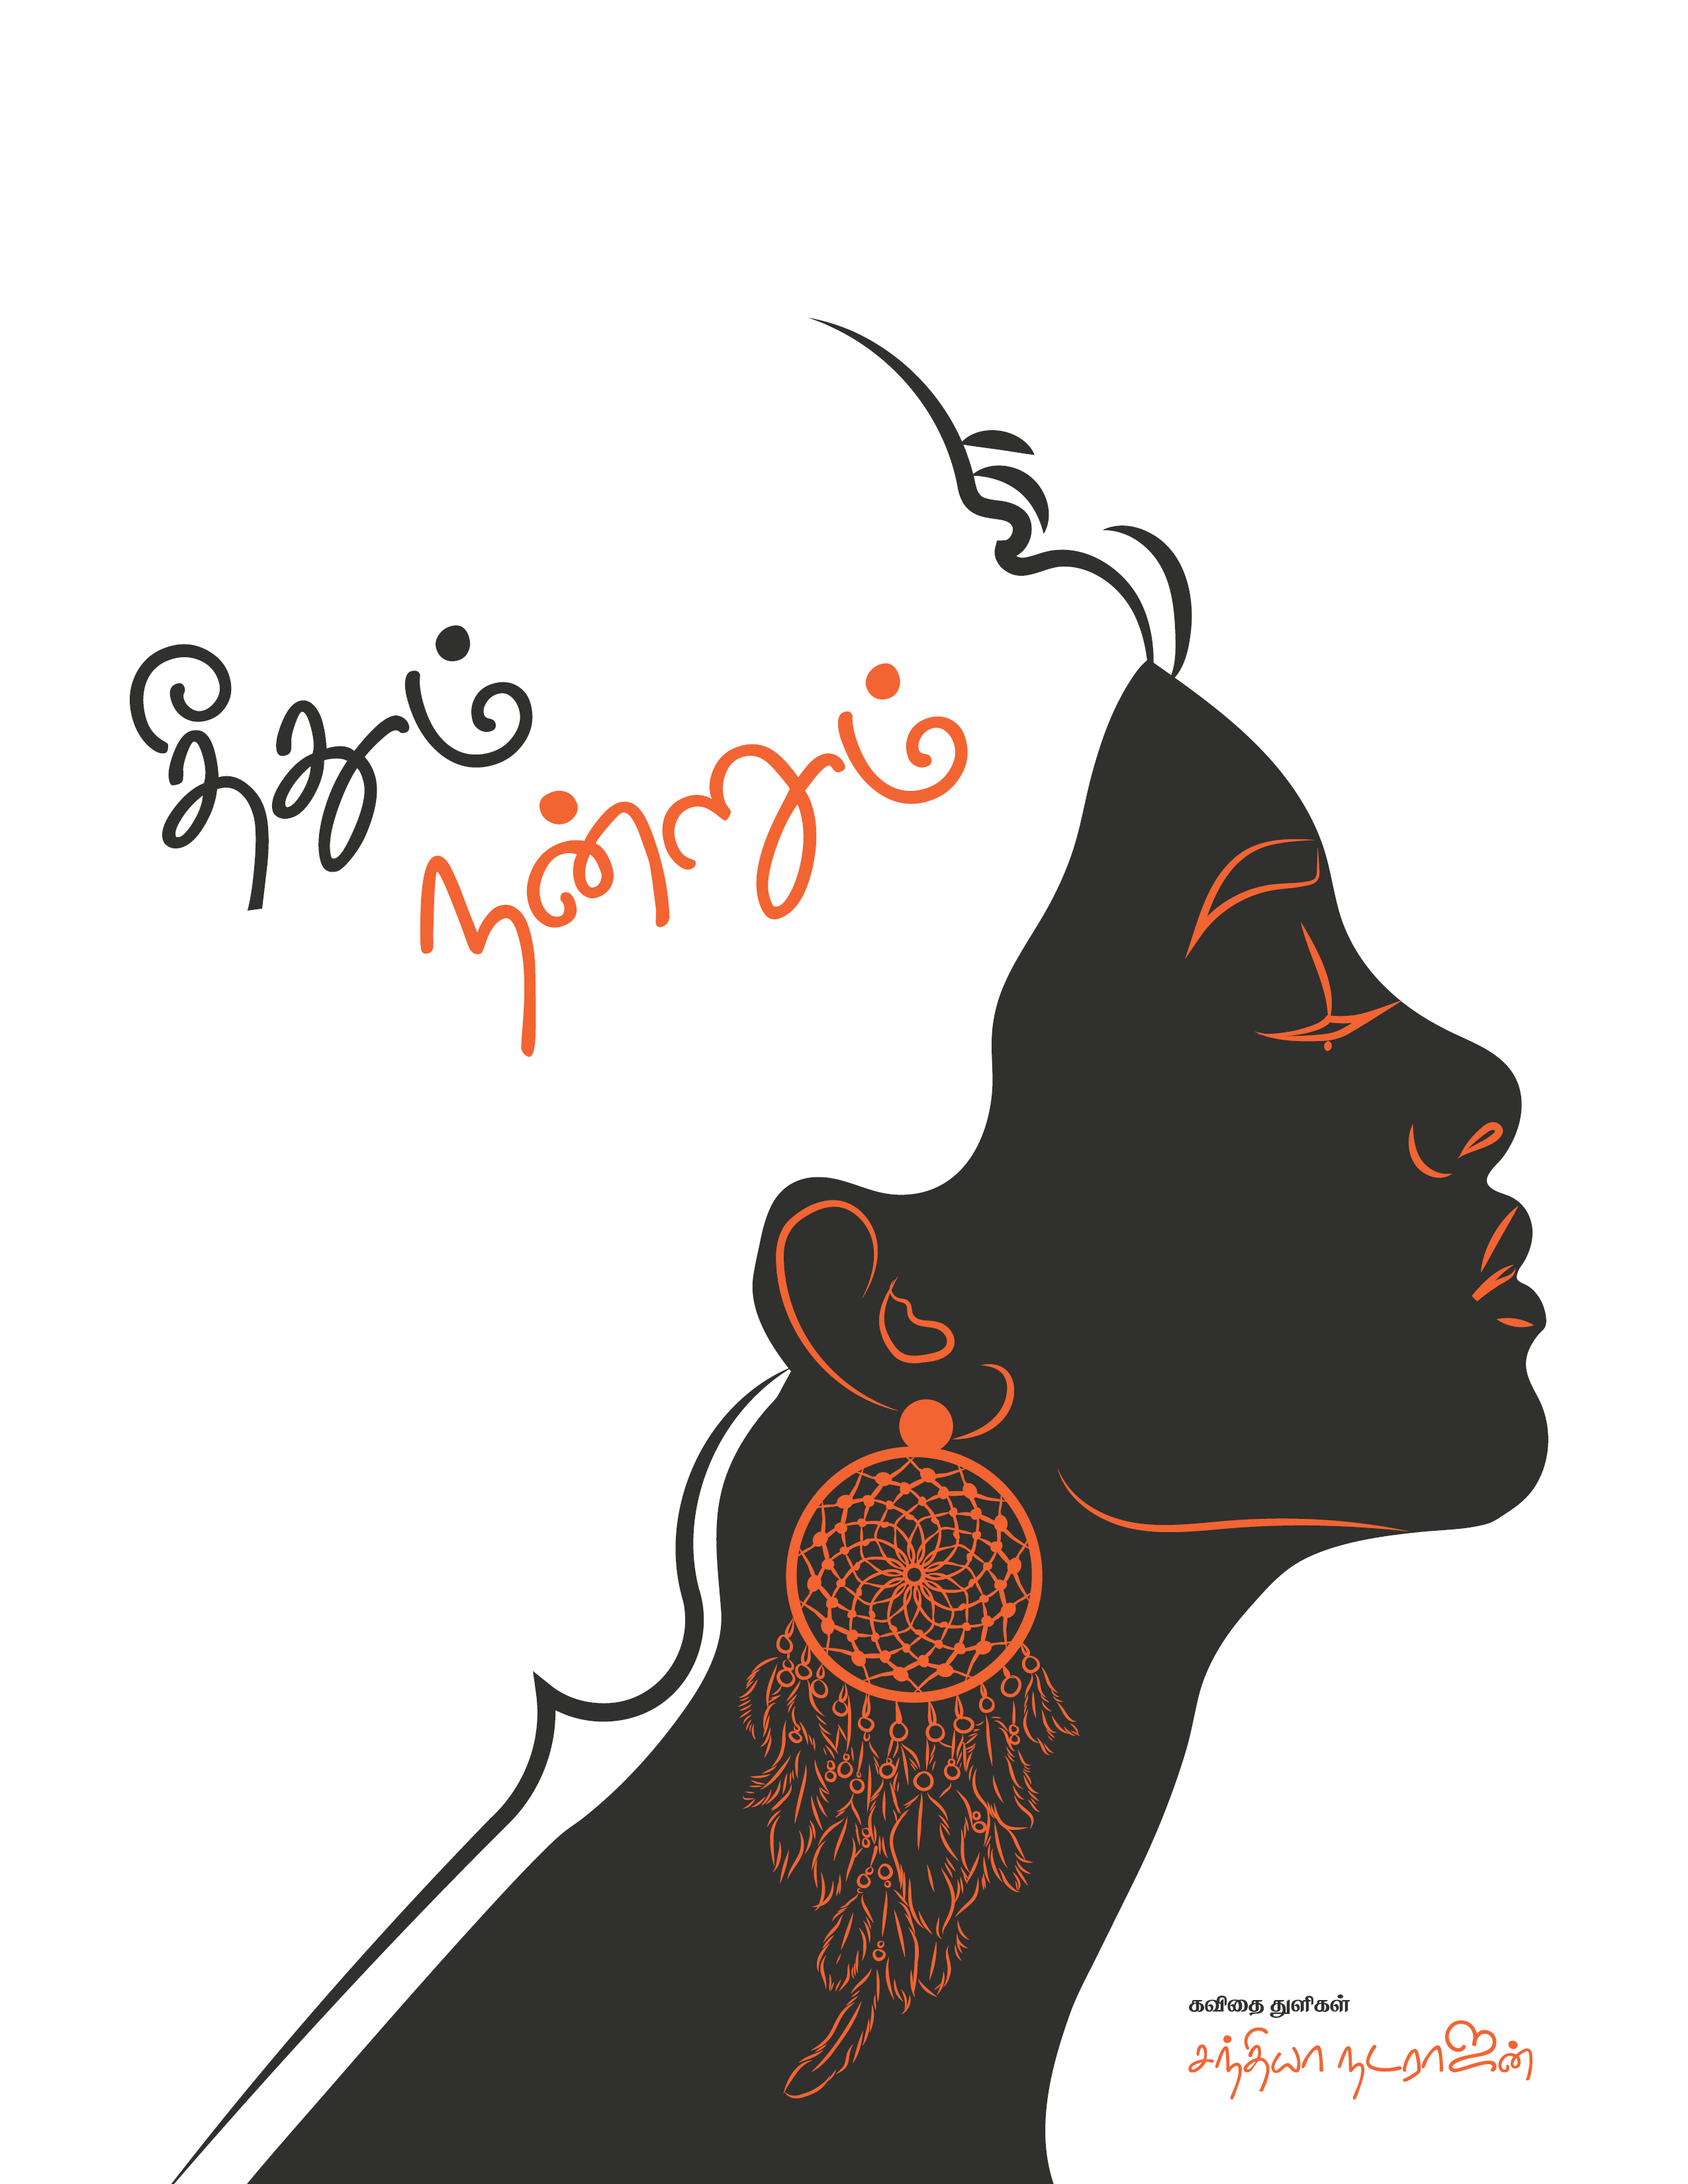 தீதும்
நன்றும்
கவிதை துளிகள்
சந்தியா நடராஜன்